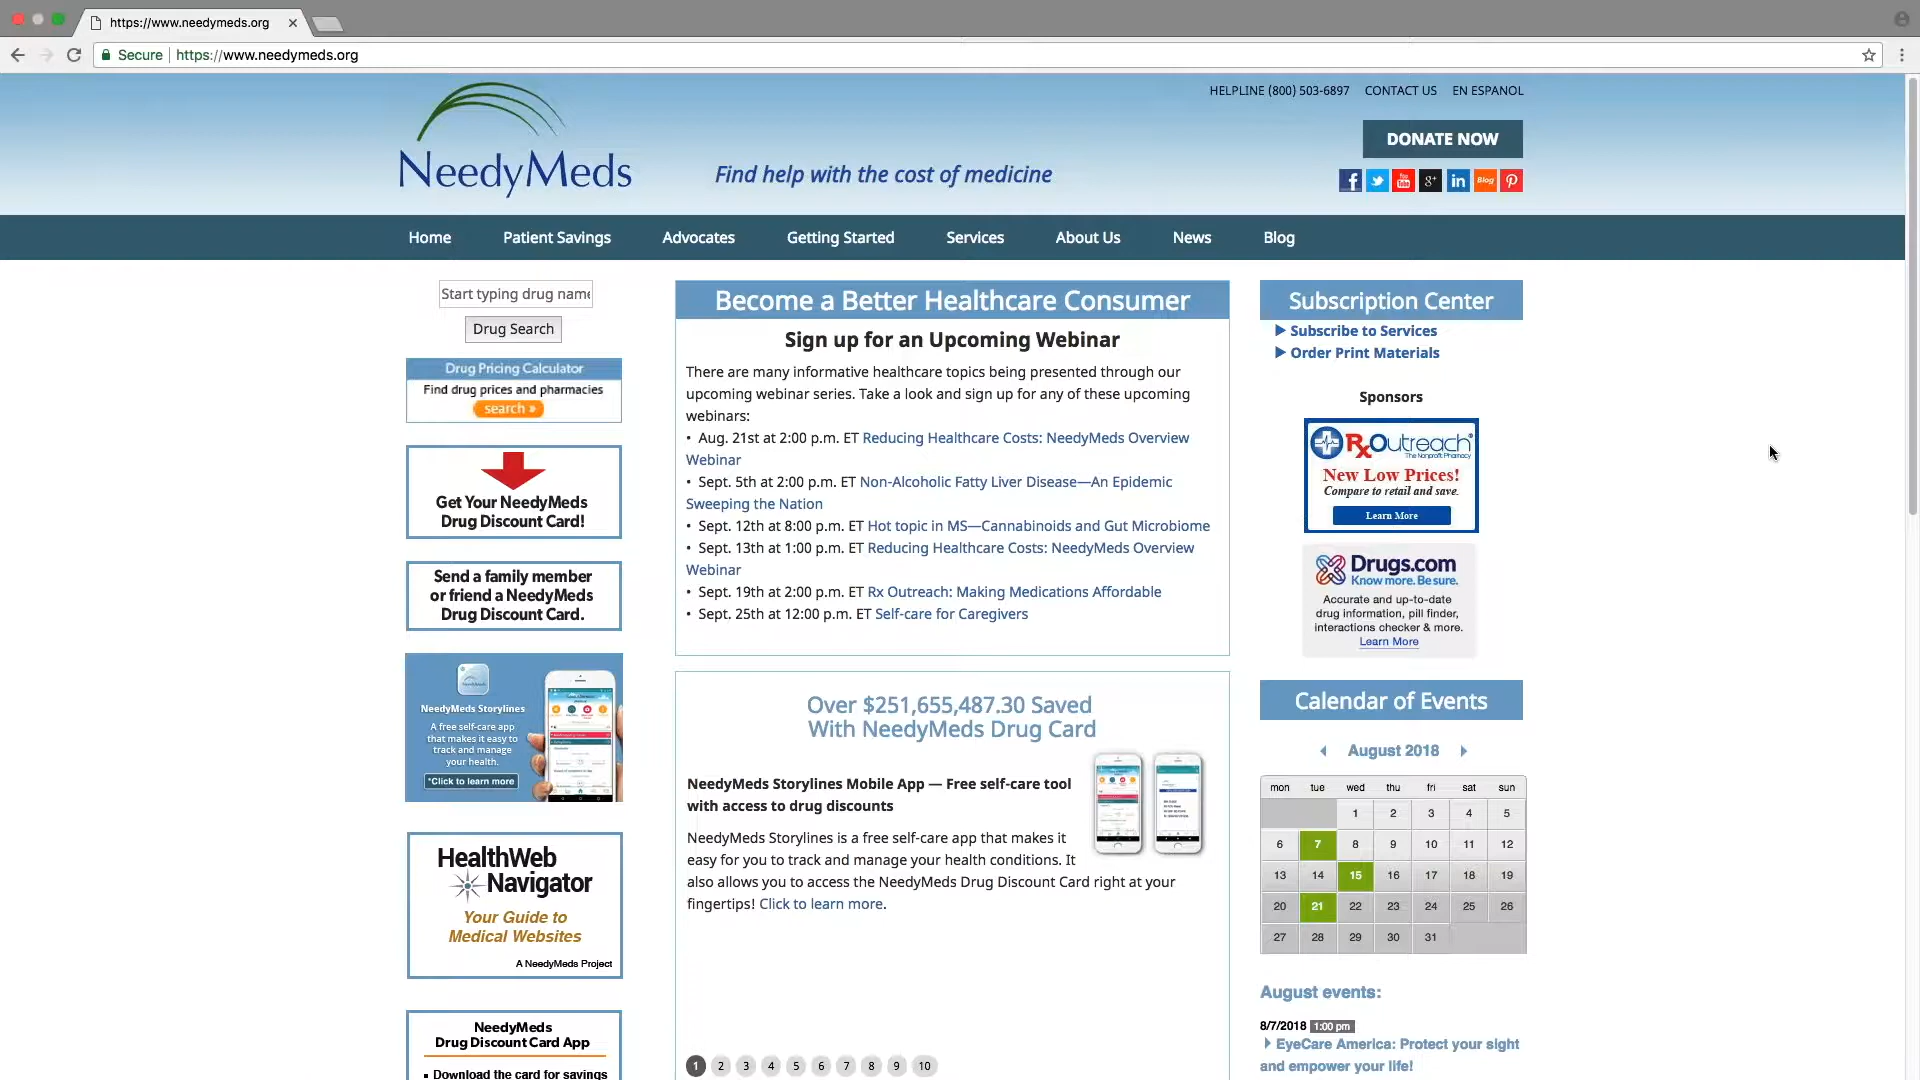 https://www.needymeds.org
Secure
https://www.needymeds.org
HELPLINE (800) 503-6897 CONTACT US EN ESPANOL
NeedyMeds
Find help with the cost of medicine
DONATE NOW
You Tube
g+
in
Blog
Home Patient Savings Advocates Getting Started Services About Us News Blog
Start typing drug name
Drug Search
Drug Pricing Calculator
Find drug prices and pharmacies
search »
Get Your NeedyMeds
Drug Discount Card!
Send a family member
or friend a NeedyMeds
Drug Discount Card.
NeedyMeds Storylines
A free self-care app
that makes it easy to
track and manage
your health.
*Click to learn more
HealthWeb
Navigator
Your Guide to
Medical Websites
A NeedyMeds Project
NeedyMeds
Drug Discount Card App
▪ Download the card for savings
Become a Better Healthcare Consumer
Sign up for an Upcoming Webinar
There are many informative healthcare topics being presented through our
upcoming webinar series. Take a look and sign up for any of these upcoming
webinars:
• Aug. 21st at 2:00 p.m. ET Reducing Healthcare Costs: NeedyMeds Overview
Webinar
• Sept. 5th at 2:00 p.m. ET Non-Alcoholic Fatty Liver Disease—An Epidemic
Sweeping the Nation
• Sept. 12th at 8:00 p.m. ET Hot topic in MS—Cannabinoids and Gut Microbiome
• Sept. 13th at 1:00 p.m. ET Reducing Healthcare Costs: NeedyMeds Overview
Webinar
• Sept. 19th at 2:00 p.m. ET Rx Outreach: Making Medications Affordable
• Sept. 25th at 12:00 p.m. ET Self-care for Caregivers
Over $251,655,487.30 Saved
With NeedyMeds Drug Card
NeedyMeds Storylines Mobile App — Free self-care tool
with access to drug discounts
NeedyMeds Storylines is a free self-care app that makes it
easy for you to track and manage your health conditions. It
also allows you to access the NeedyMeds Drug Discount Card right at your
fingertips! Click to learn more.
1 2 3 4 5 6 7 8 9 10
Subscription Center
Subscribe to Services
Order Print Materials
Sponsors
RxOutreach®
The Nonprofit Pharmacy
New Low Prices!
Compare to retail and save.
Learn More
Drugs.com
Know more. Be sure.
Accurate and up-to-date
drug information, pill finder,
interactions checker & more.
Learn More
Calendar of Events
August 2018
mon tue wed thu fri sat sun
1 2 3 4 5
6 7 8 9 10 11 12
13 14 15 16 17 18 19
20 21 22 23 24 25 26
27 28 29 30 31
August events:
8/7/2018 1:00 pm
EyeCare America: Protect your sight
and empower your life!